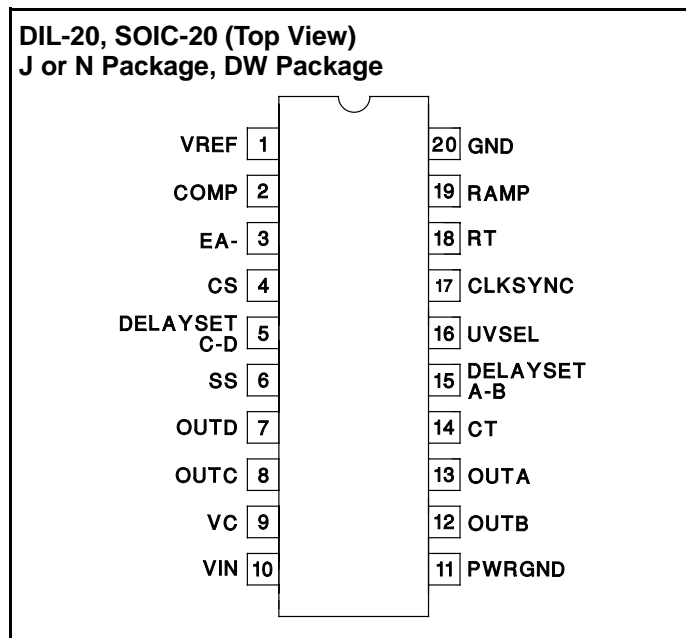 DIL-20, SOIC-20 (Top View)
J or N Package, DW Package
VREF 1
COMP 2
EA- 3
CS 4
DELAYSET
C-D 5
SS 6
OUTD 7
OUTC 8
VC 9
VIN 10
20 GND
19 RAMP
18 RT
17 CLKSYNC
16 UVSEL
15 DELAYSET
A-B
14 CT
13 OUTA
12 OUTB
11 PWRGND